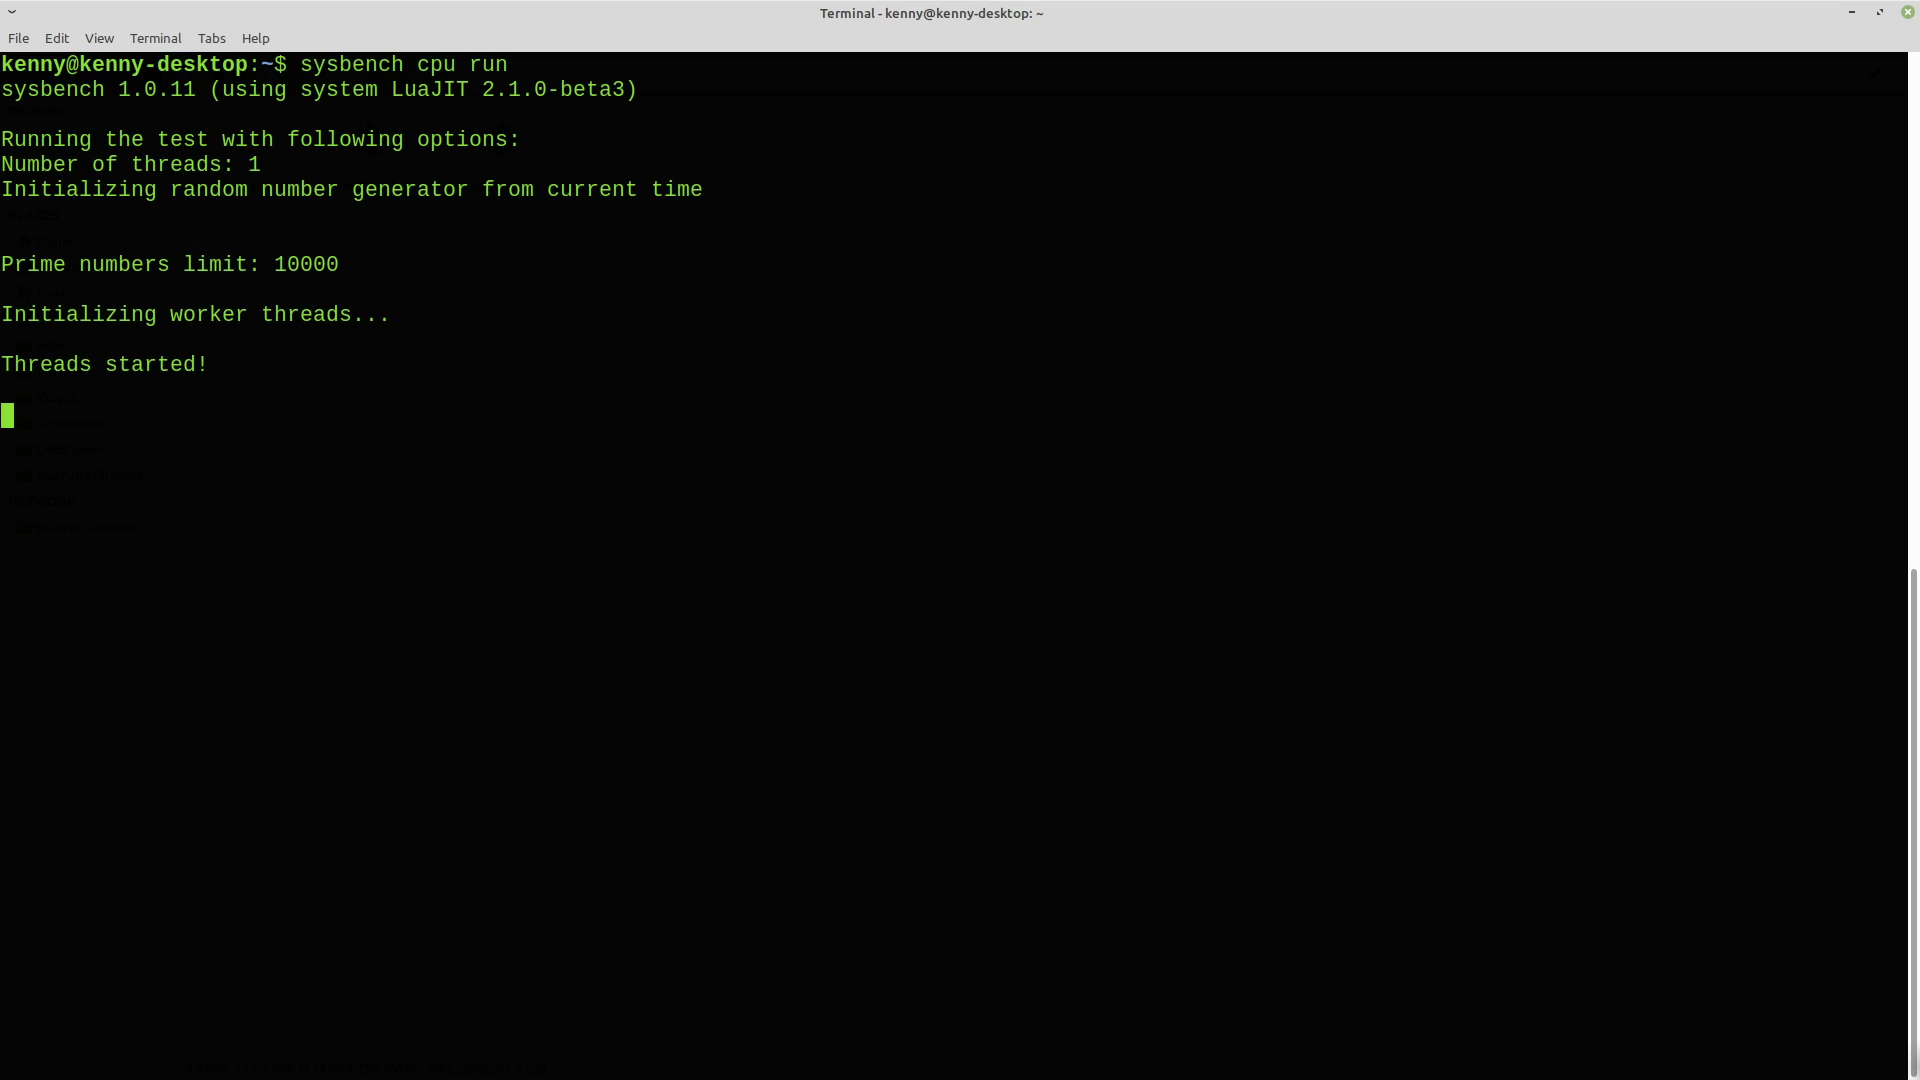 Terminal - kenny@kenny-desktop: ~
File Edit View Terminal Tabs Help
kenny@kenny-desktop:~$ sysbench cpu run
sysbench 1.0.11 (using system LuaJIT 2.1.0-beta3)
Running the test with following options:
Number of threads: 1
Initializing random number generator from current time
Prime numbers limit: 10000
Initializing worker threads...
Threads started!